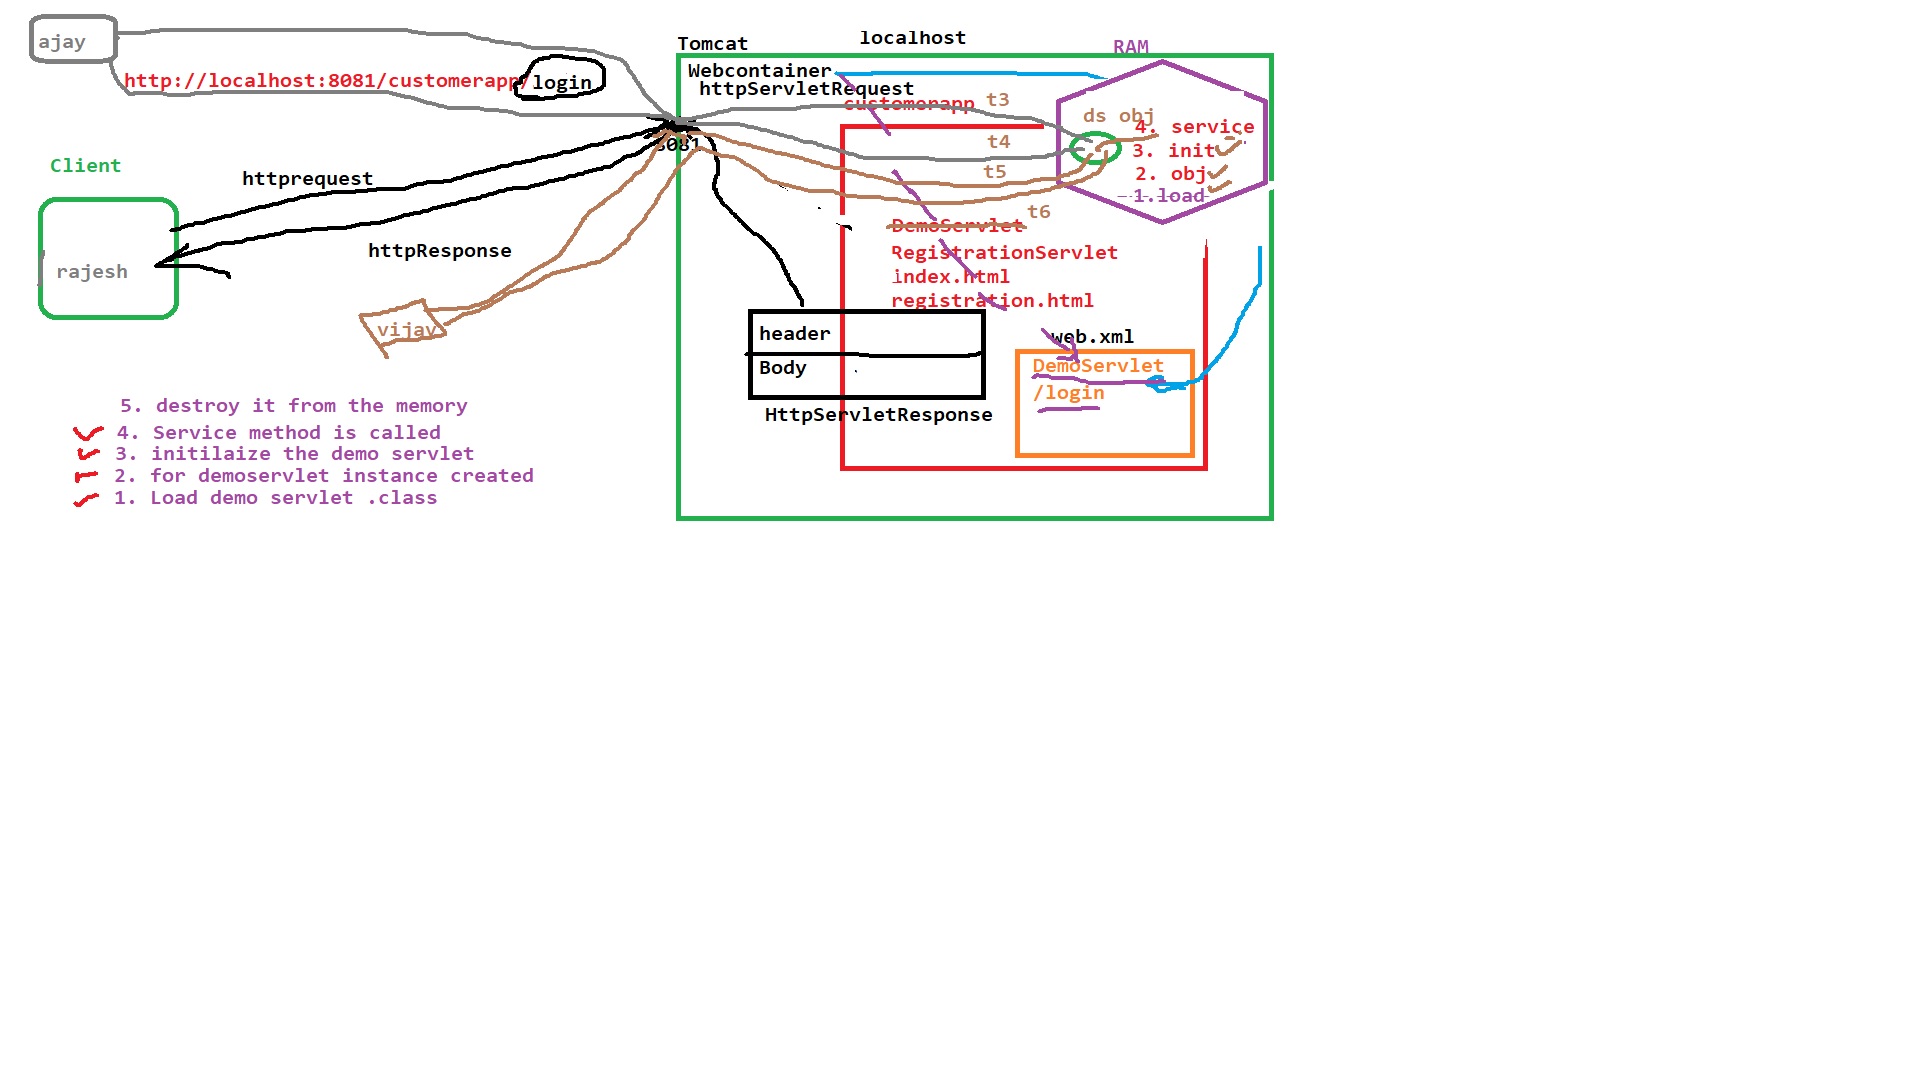 ajay
http://localhost:8081/customerapp/login
Client
httprequest
httpResponse
rajesh
vijay
5. destroy it from the memory
4. Service method is called
3. initilaize the demo servlet
2. for demoservlet instance created
1. Load demo servlet .class
Tomcat
localhost
RAM
Webcontainer
httpServletRequest
customerapp
8081
t3
t4
t5
t6
ds obj
4. service
3. init
2. obj
1.load
DemoServlet
RegistrationServlet
index.html
registration.html
header
Body
HttpServletResponse
web.xml
DemoServlet
/login